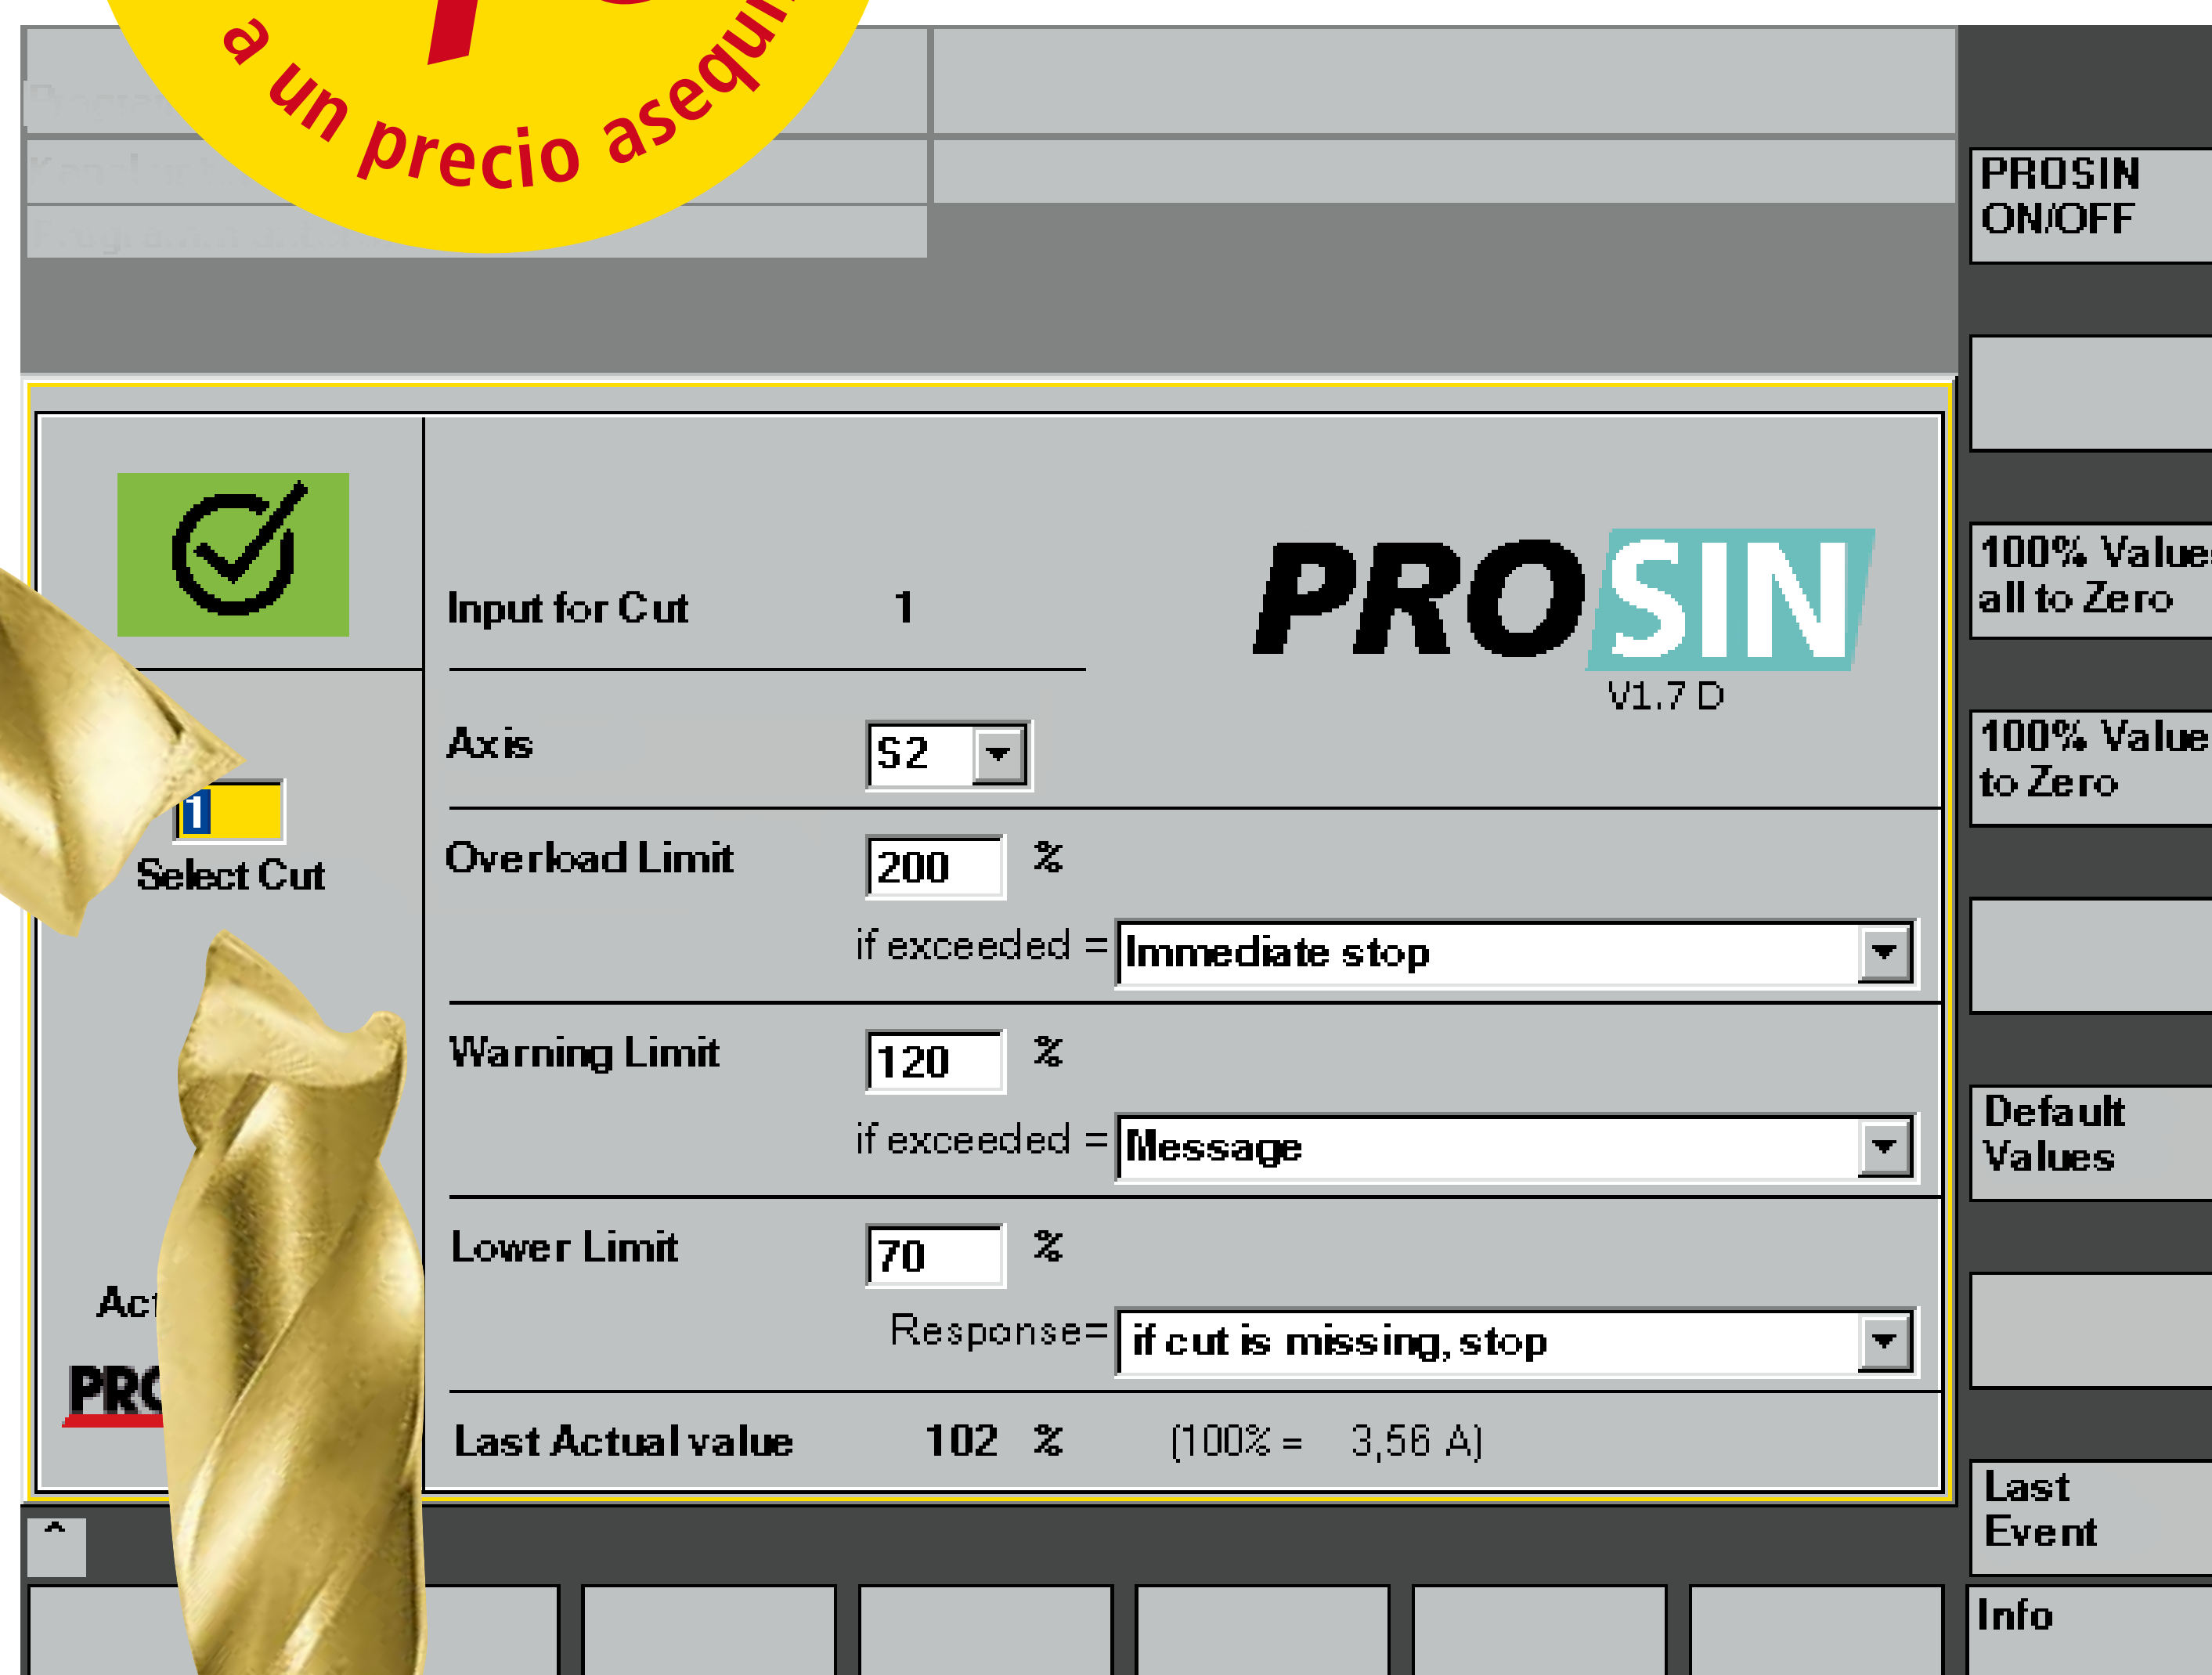 a un precio
PROSIN
ON/OFF
100% Values
all to Zero
100% Value
to Zero
Default
Values
Last
Event
Info
1
Select Cut
Input for Cut 1
PROSIN
V1.7 D
Axis S2
Overload Limit 200 %
if exceeded = Immediate stop
Warning Limit 120 %
if exceeded = Message
Lower Limit 70 %
Response= if cut is missing, stop
Last Actual value 102 % (100% = 3,56 A)
^